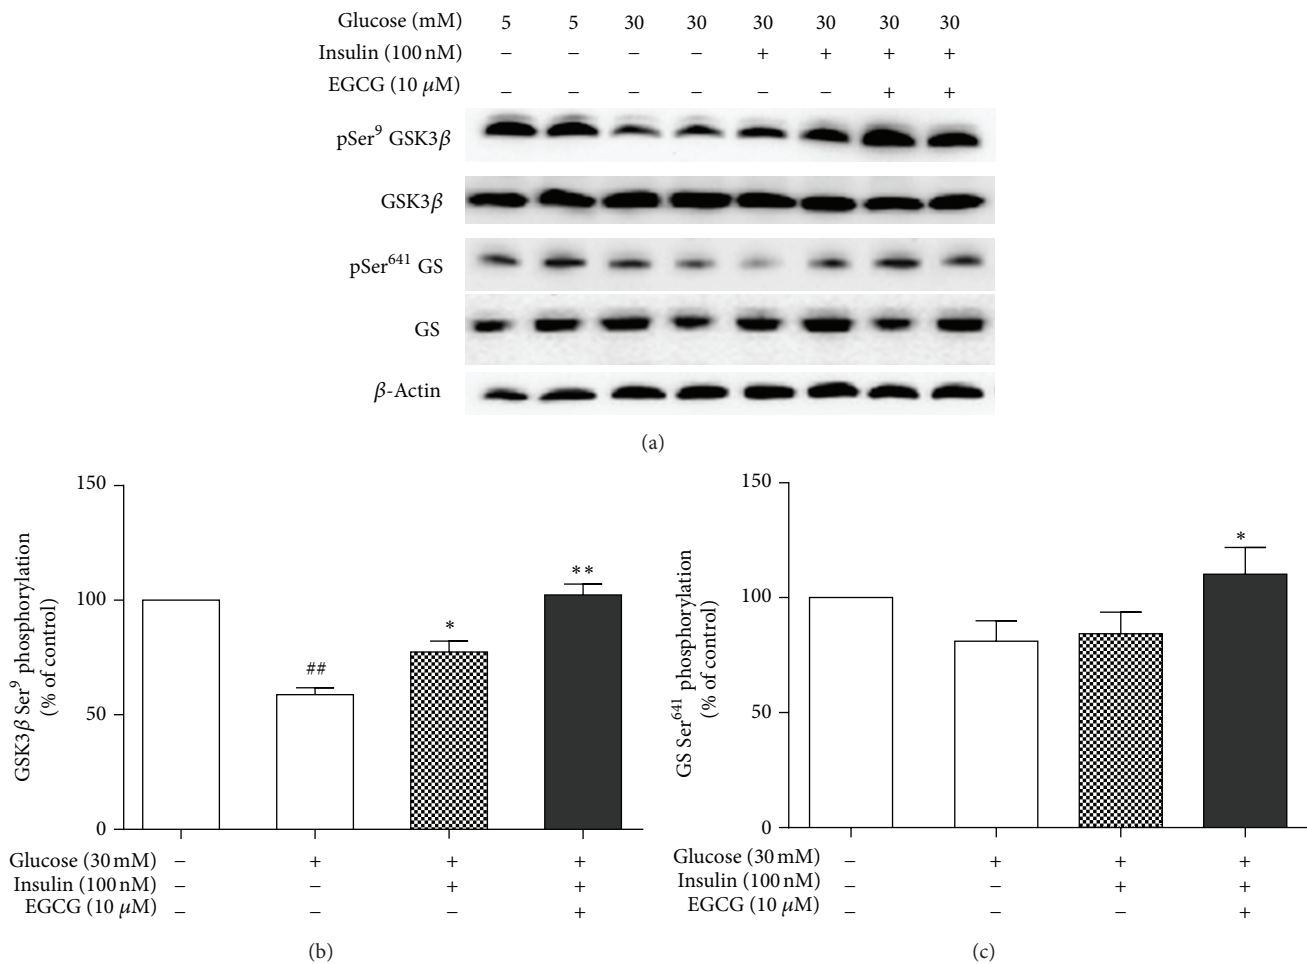 Glucose (mM) 5 5 30 30 30 30 30 30
Insulin (100 nM) − − − − + + + +
EGCG (10 μM) − − − − − − + +
pSer⁹ GSK3β
GSK3β
pSer⁶⁴¹ GS
GS
β-Actin
(a)
GSK3β Ser⁹ phosphorylation
(% of control)
150
100
50
0
##
*
**
Glucose (30 mM) − + + +
Insulin (100 nM) − − + +
EGCG (10 μM) − − − +
(b)
GS Ser⁶⁴¹ phosphorylation
(% of control)
150
100
50
0
*
Glucose (30 mM) − + + +
Insulin (100 nM) − − + +
EGCG (10 μM) − − − +
(c)